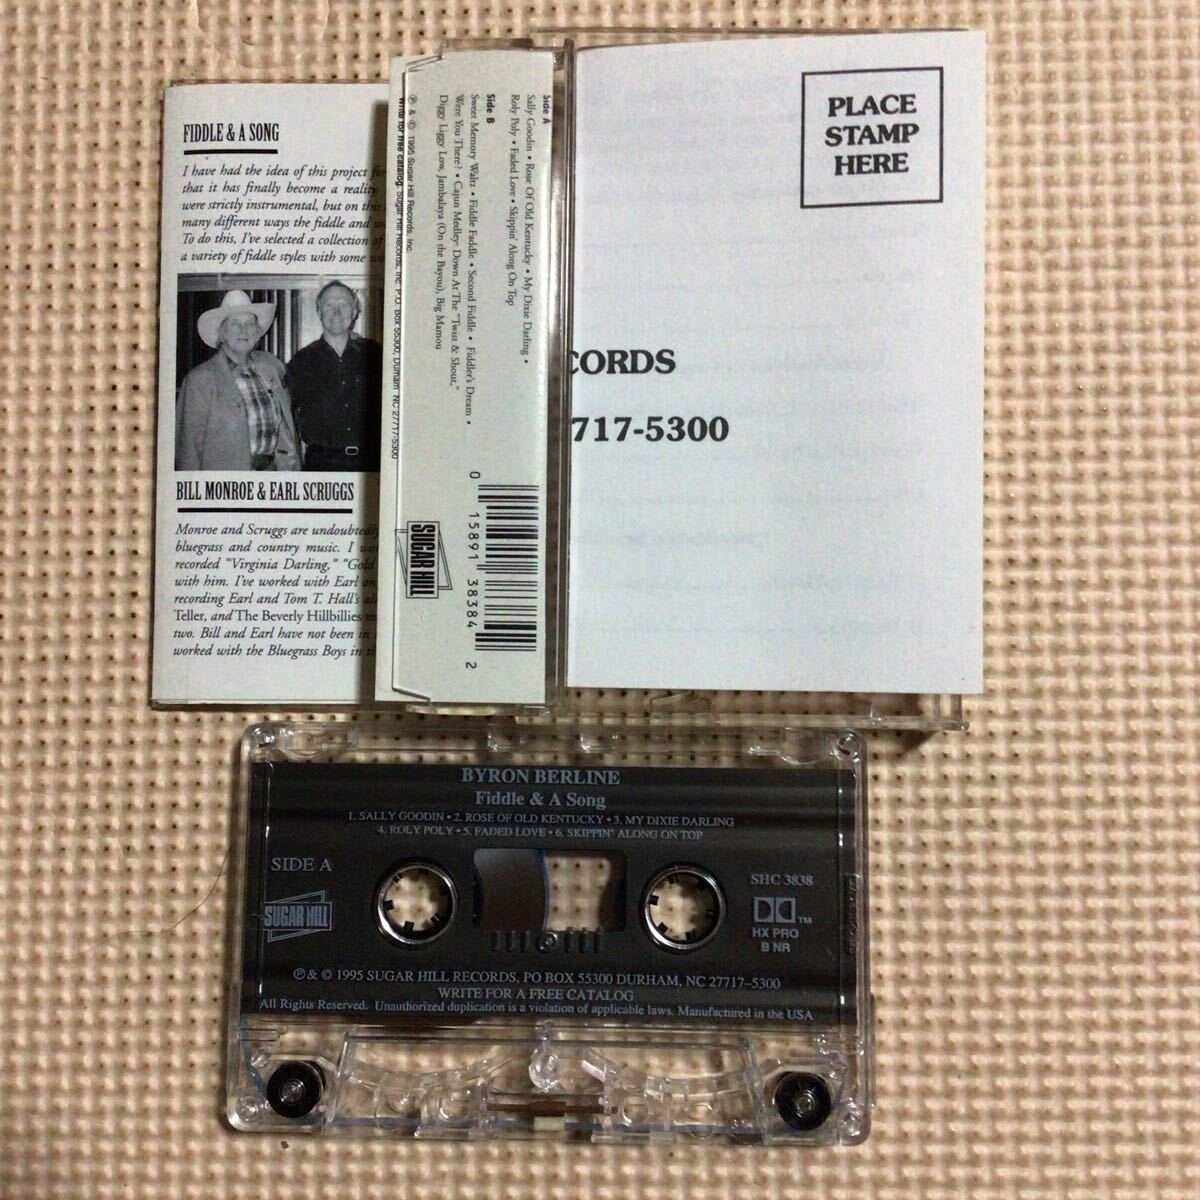 FIDDLE & A SONG
I have had the idea of this project for
that it has finally become a reality
were strictly instrumental, but on this
many different ways the fiddle and
To do this, I've selected a collection of
a variety of fiddle styles with some
BILL MONROE & EARL SCRUGGS
Monroe and Scruggs are undoubtedly
bluegrass and country music. I
recorded "Virginia Darling," "Gold
with him. I've worked with Earl on
recording Earl and Tom T. Hall's
Teller, and The Beverly Hillbillies
two. Bill and Earl have not been in
worked with the Bluegrass Boys in
Side A
Sally Goodin • Rose Of Old Kentucky • My Dixie Darling •
Roly Poly • Faded Love • Skippin' Along On Top
Side B
Sweet Memory Waltz • Fiddle Faddle • Second Fiddle • Fiddler's Dream •
Were You There? • Cajun Medley: Down At The "Twist & Shout,"
Diggy Liggy Low, Jambalaya (On the Bayou), Big Mamou
℗ & © 1995 Sugar Hill Records, Inc.
Write for free catalog. Sugar Hill Records, Inc. P.O. Box 55300, Durham, NC 27717-5300
0 15891 38384 2
SUGAR HILL
PLACE
STAMP
HERE
CORDS
7717-5300
BYRON BERLINE
Fiddle & A Song
1. SALLY GOODIN • 2. ROSE OF OLD KENTUCKY • 3. MY DIXIE DARLING
4. ROLY POLY • 5. FADED LOVE • 6. SKIPPIN' ALONG ON TOP
SIDE A
SHC 3838
SUGAR HILL
TM
HX PRO
B NR
℗ & © 1995 SUGAR HILL RECORDS, PO BOX 55300 DURHAM, NC 27717–5300
WRITE FOR A FREE CATALOG
All Rights Reserved. Unauthorized duplication is a violation of applicable laws. Manufactured in the USA